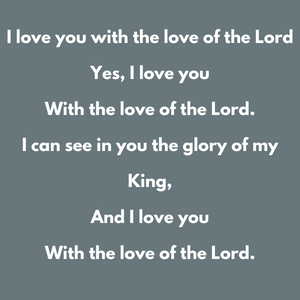 I love you with the love of the Lord
Yes, I love you
With the love of the Lord.
I can see in you the glory of my
King,
And I love you
With the love of the Lord.